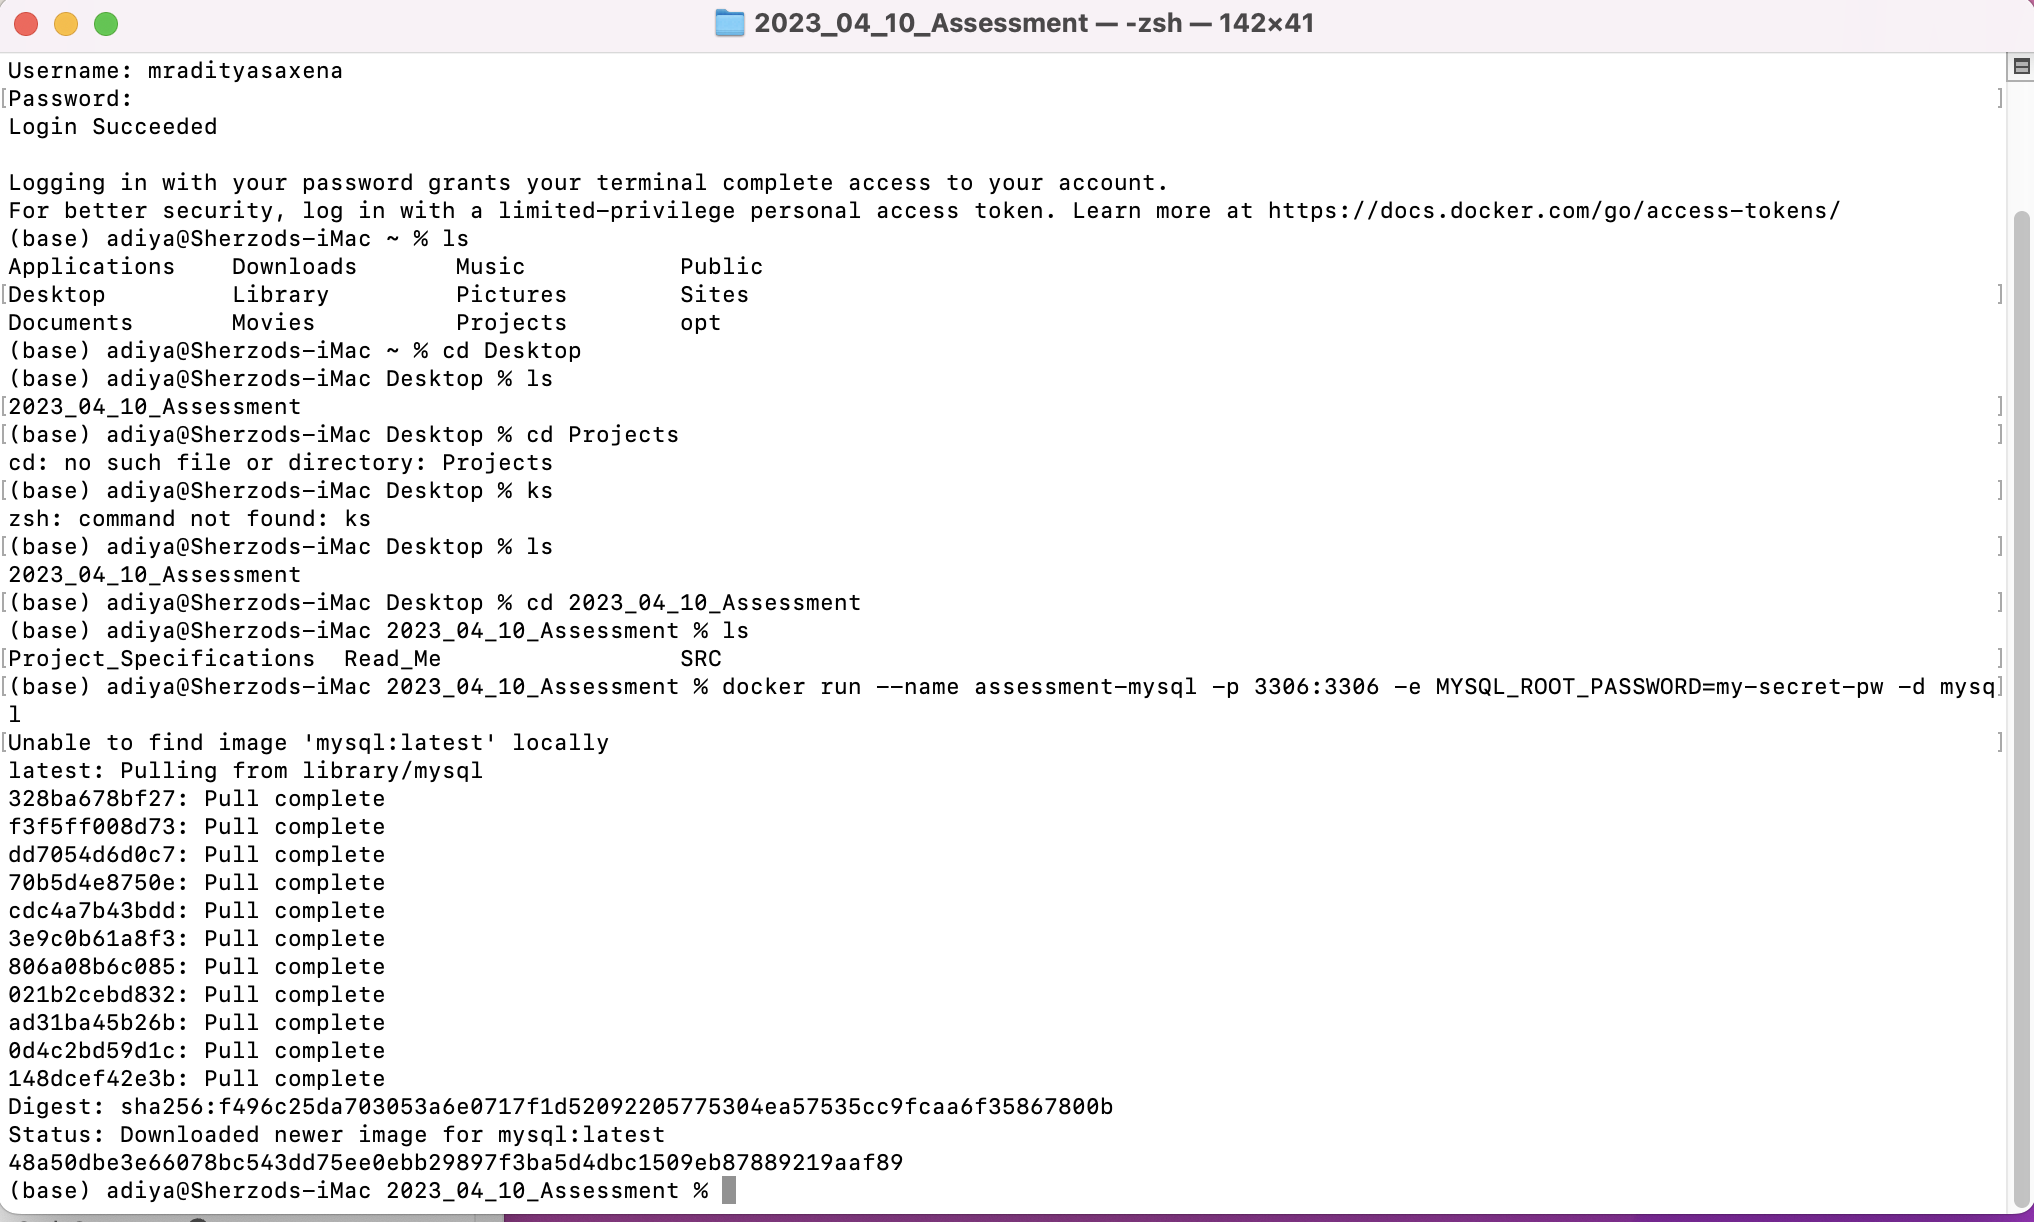 2023_04_10_Assessment — -zsh — 142×41
Username: mradityasaxena
[Password:                    ]
Login Succeeded

Logging in with your password grants your terminal complete access to your account.
For better security, log in with a limited-privilege personal access token. Learn more at https://docs.docker.com/go/access-tokens/
(base) adiya@Sherzods-iMac ~ % ls
Applications    Downloads       Music           Public
[Desktop         Library         Pictures        Sites                    ]
Documents       Movies          Projects        opt
(base) adiya@Sherzods-iMac ~ % cd Desktop
(base) adiya@Sherzods-iMac Desktop % ls
[2023_04_10_Assessment                    ]
[(base) adiya@Sherzods-iMac Desktop % cd Projects                    ]
cd: no such file or directory: Projects
[(base) adiya@Sherzods-iMac Desktop % ks                    ]
zsh: command not found: ks
[(base) adiya@Sherzods-iMac Desktop % ls                    ]
2023_04_10_Assessment
[(base) adiya@Sherzods-iMac Desktop % cd 2023_04_10_Assessment                    ]
(base) adiya@Sherzods-iMac 2023_04_10_Assessment % ls
[Project_Specifications  Read_Me                 SRC                    ]
[(base) adiya@Sherzods-iMac 2023_04_10_Assessment % docker run --name assessment-mysql -p 3306:3306 -e MYSQL_ROOT_PASSWORD=my-secret-pw -d mysq]
l
[Unable to find image 'mysql:latest' locally                    ]
latest: Pulling from library/mysql
328ba678bf27: Pull complete
f3f5ff008d73: Pull complete
dd7054d6d0c7: Pull complete
70b5d4e8750e: Pull complete
cdc4a7b43bdd: Pull complete
3e9c0b61a8f3: Pull complete
806a08b6c085: Pull complete
021b2cebd832: Pull complete
ad31ba45b26b: Pull complete
0d4c2bd59d1c: Pull complete
148dcef42e3b: Pull complete
Digest: sha256:f496c25da703053a6e0717f1d52092205775304ea57535cc9fcaa6f35867800b
Status: Downloaded newer image for mysql:latest
48a50dbe3e66078bc543dd75ee0ebb29897f3ba5d4dbc1509eb87889219aaf89
(base) adiya@Sherzods-iMac 2023_04_10_Assessment %